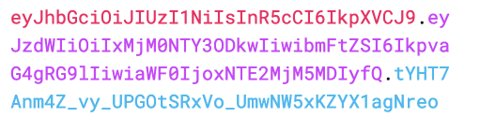 eyJhbGciOiJIUzI1NiIsInR5cCI6IkpXVCJ9.ey
JzdWIiOiIxMjM0NTY3ODkwIiwibmFtZSI6Ikpva
G4gRG9lIiwiaWF0IjoxNTE2MjM5MDIyfQ.tYHT7
Anm4Z_vy_UPGOtSRxVo_UmwNW5xKZYX1agNreo